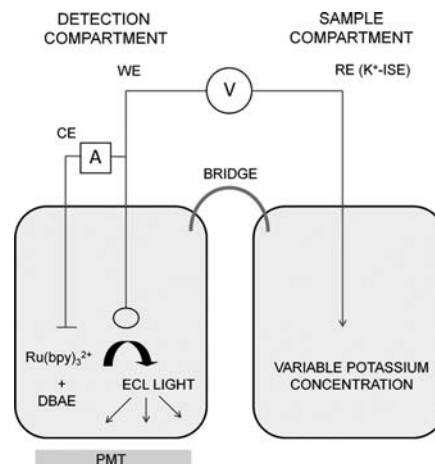 DETECTION
COMPARTMENT
SAMPLE
COMPARTMENT
WE
RE (K⁺-ISE)
V
CE
A
BRIDGE
Ru(bpy)₃²⁺
+
DBAE
ECL LIGHT
VARIABLE POTASSIUM
CONCENTRATION
PMT